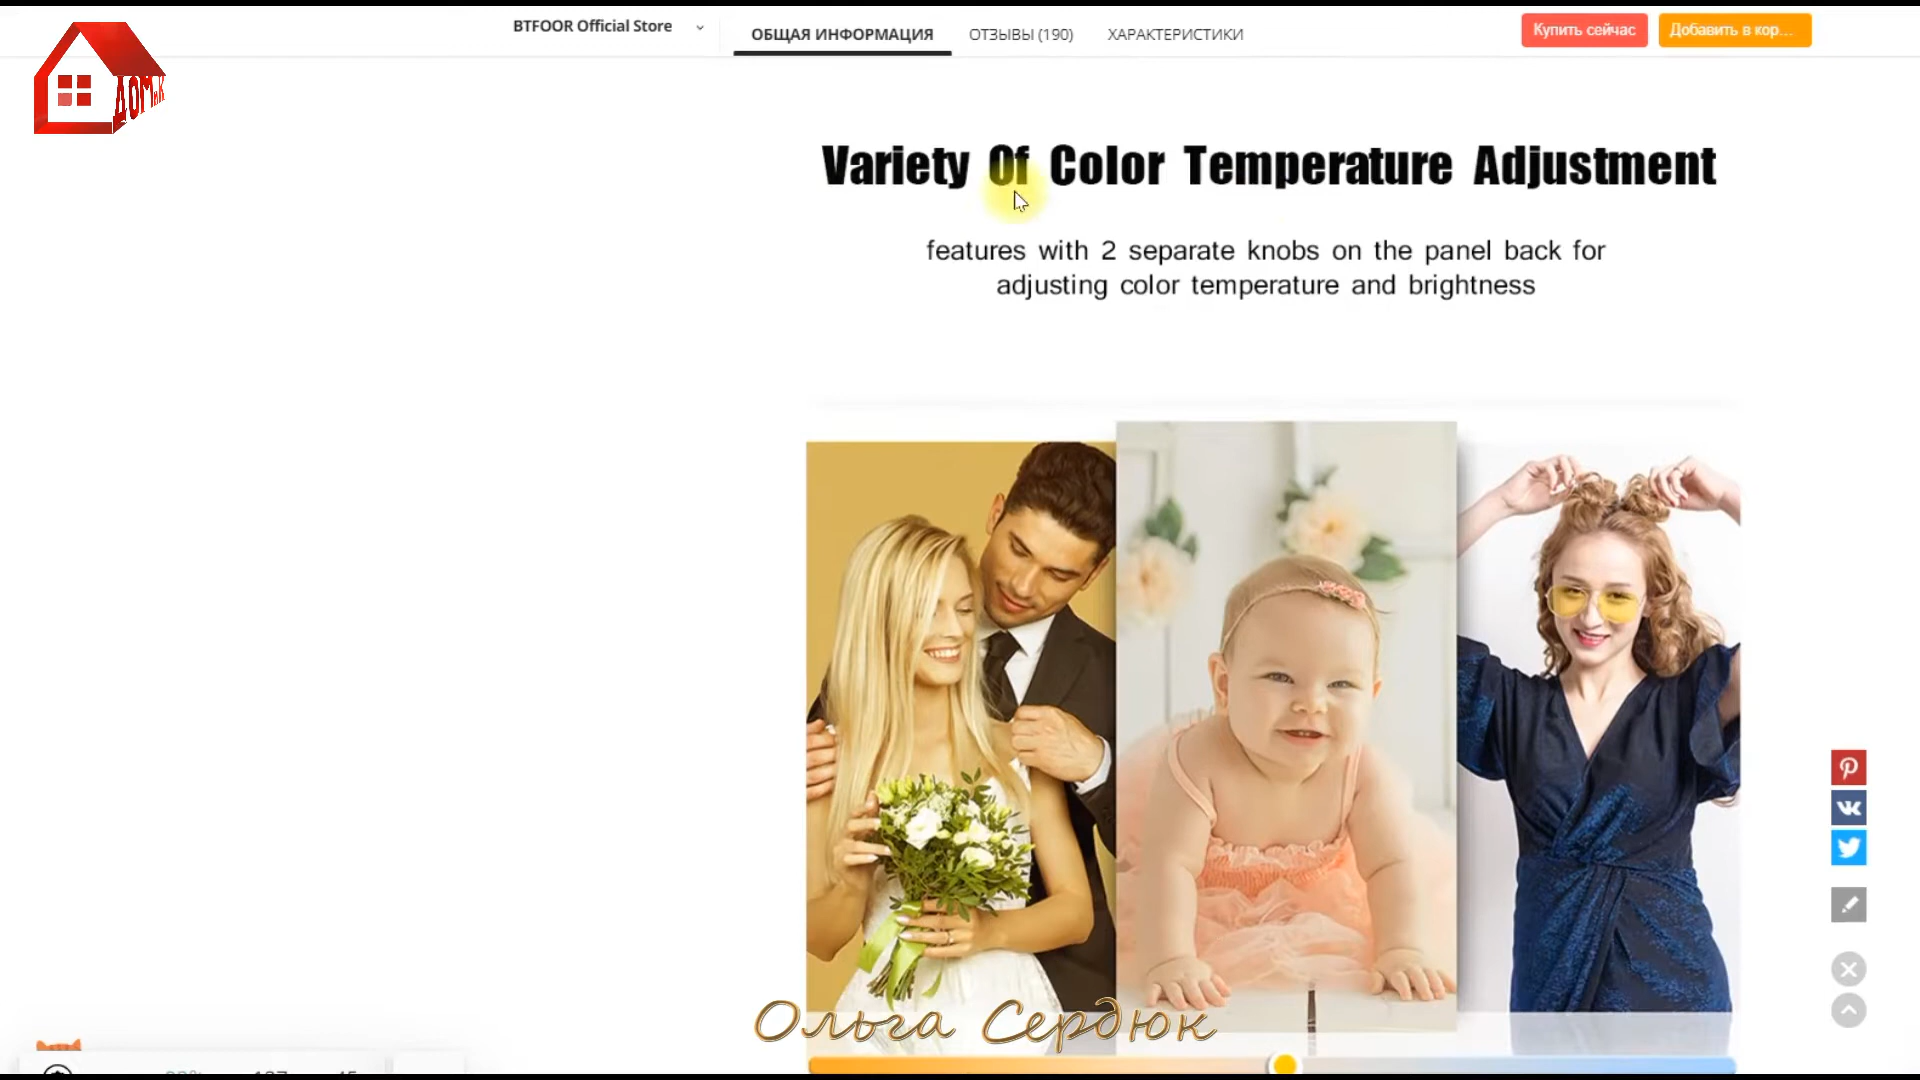 BTFOOR Official Store
ОБЩАЯ ИНФОРМАЦИЯ
ОТЗЫВЫ (190)
ХАРАКТЕРИСТИКИ
Купить сейчас
Добавить в кор...
ДОМиК
Variety Of Color Temperature Adjustment
features with 2 separate knobs on the panel back for
adjusting color temperature and brightness
Ольга Сердюк